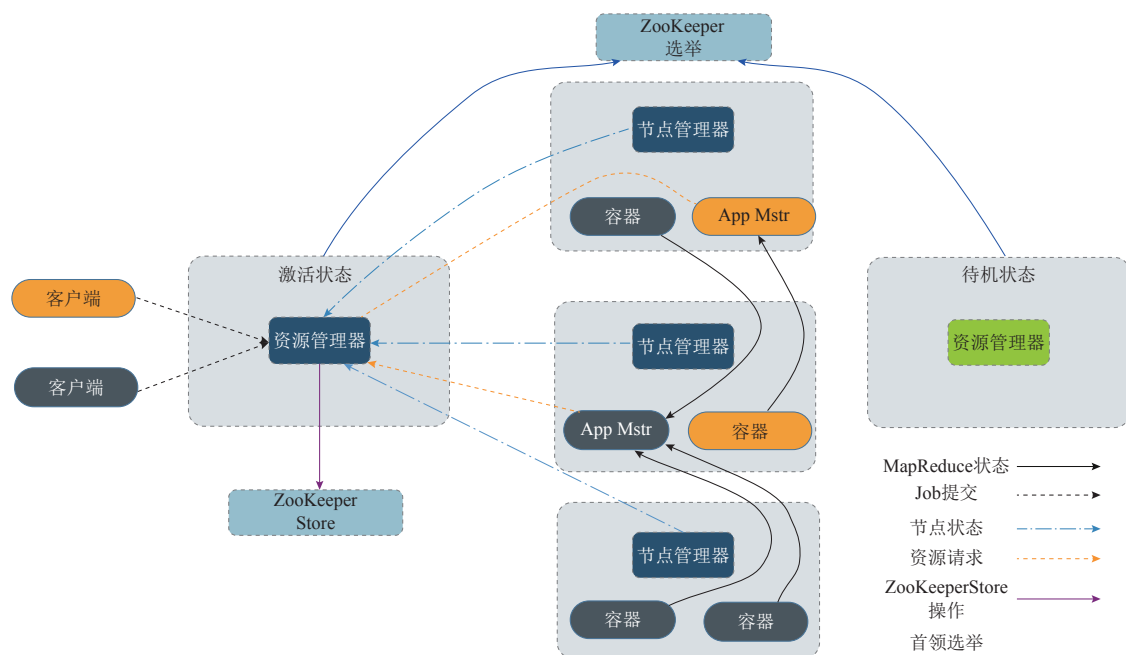 ZooKeeper
选举
节点管理器
容器
App Mstr
激活状态
待机状态
客户端
资源管理器
客户端
节点管理器
资源管理器
App Mstr
容器
ZooKeeper
Store
节点管理器
容器
容器
MapReduce状态
Job提交
节点状态
资源请求
ZooKeeperStore
操作
首领选举